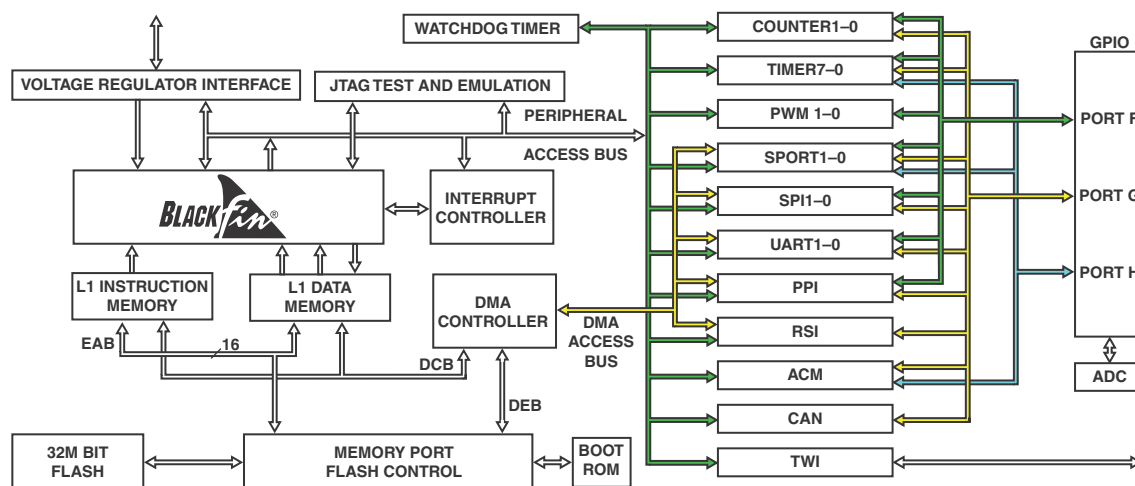 WATCHDOG TIMER
COUNTER1–0
GPIO
VOLTAGE REGULATOR INTERFACE
JTAG TEST AND EMULATION
TIMER7–0
PERIPHERAL
ACCESS BUS
PWM 1–0
PORT F
SPORT1–0
BLACKfin®
INTERRUPT
CONTROLLER
SPI1–0
PORT G
UART1–0
L1 INSTRUCTION
MEMORY
L1 DATA
MEMORY
DMA
CONTROLLER
PPI
PORT H
DMA
ACCESS
BUS
RSI
EAB
16
DCB
ACM
ADC
DEB
CAN
32M BIT
FLASH
MEMORY PORT
FLASH CONTROL
BOOT
ROM
TWI